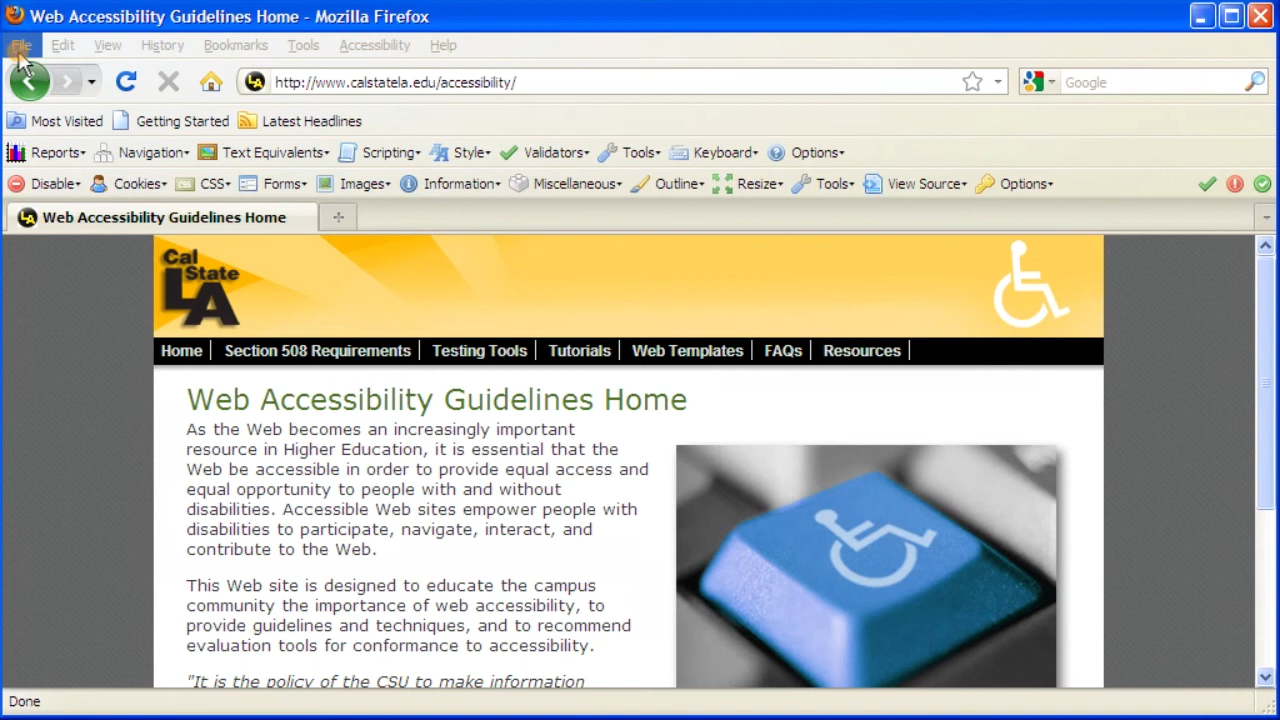 Web Accessibility Guidelines Home - Mozilla Firefox
File Edit View History Bookmarks Tools Accessibility Help
http://www.calstatela.edu/accessibility/ Google
Most Visited Getting Started Latest Headlines
Reports Navigation Text Equivalents Scripting Style Validators Tools Keyboard Options
Disable Cookies CSS Forms Images Information Miscellaneous Outline Resize Tools View Source Options
LA Web Accessibility Guidelines Home
Cal
State
LA
Home Section 508 Requirements Testing Tools Tutorials Web Templates FAQs Resources
Web Accessibility Guidelines Home
As the Web becomes an increasingly important
resource in Higher Education, it is essential that the
Web be accessible in order to provide equal access and
equal opportunity to people with and without
disabilities. Accessible Web sites empower people with
disabilities to participate, navigate, interact, and
contribute to the Web.
This Web site is designed to educate the campus
community the importance of web accessibility, to
provide guidelines and techniques, and to recommend
evaluation tools for conformance to accessibility.
"It is the policy of the CSU to make information
Done